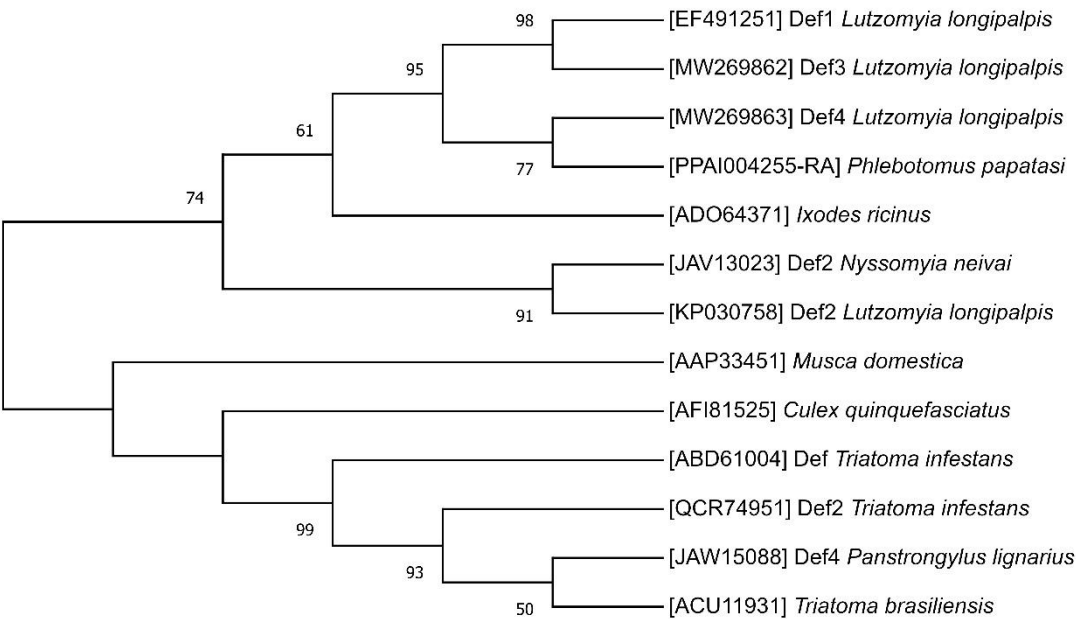 98
[EF491251] Def1 Lutzomyia longipalpis
95
[MW269862] Def3 Lutzomyia longipalpis
61
[MW269863] Def4 Lutzomyia longipalpis
77
[PPAI004255-RA] Phlebotomus papatasi
74
[ADO64371] Ixodes ricinus
[JAV13023] Def2 Nyssomyia neivai
91
[KP030758] Def2 Lutzomyia longipalpis
[AAP33451] Musca domestica
[AFI81525] Culex quinquefasciatus
[ABD61004] Def Triatoma infestans
99
[QCR74951] Def2 Triatoma infestans
93
[JAW15088] Def4 Panstrongylus lignarius
50
[ACU11931] Triatoma brasiliensis